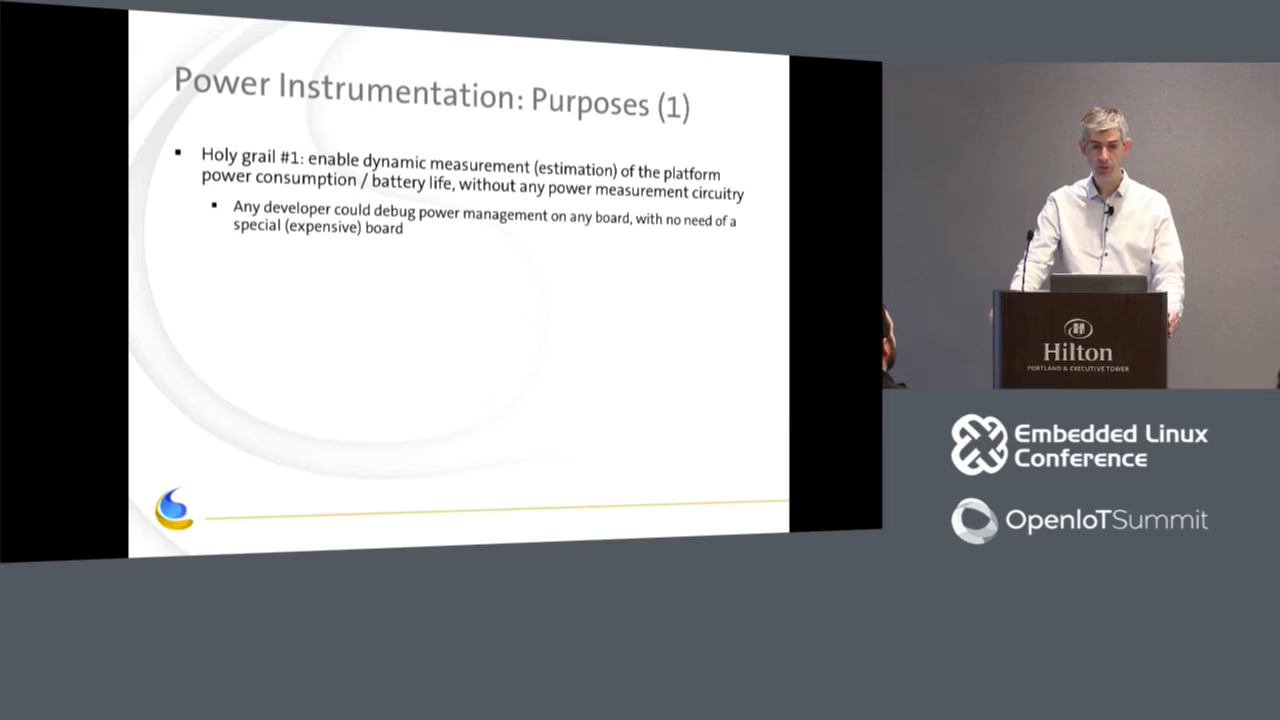 Power Instrumentation: Purposes (1)
Holy grail #1: enable dynamic measurement (estimation) of the platform
power consumption / battery life, without any power measurement circuitry
Any developer could debug power management on any board, with no need of a
special (expensive) board
H
Hilton
PORTLAND & EXECUTIVE TOWER
Embedded Linux
Conference
OpenIoTSummit